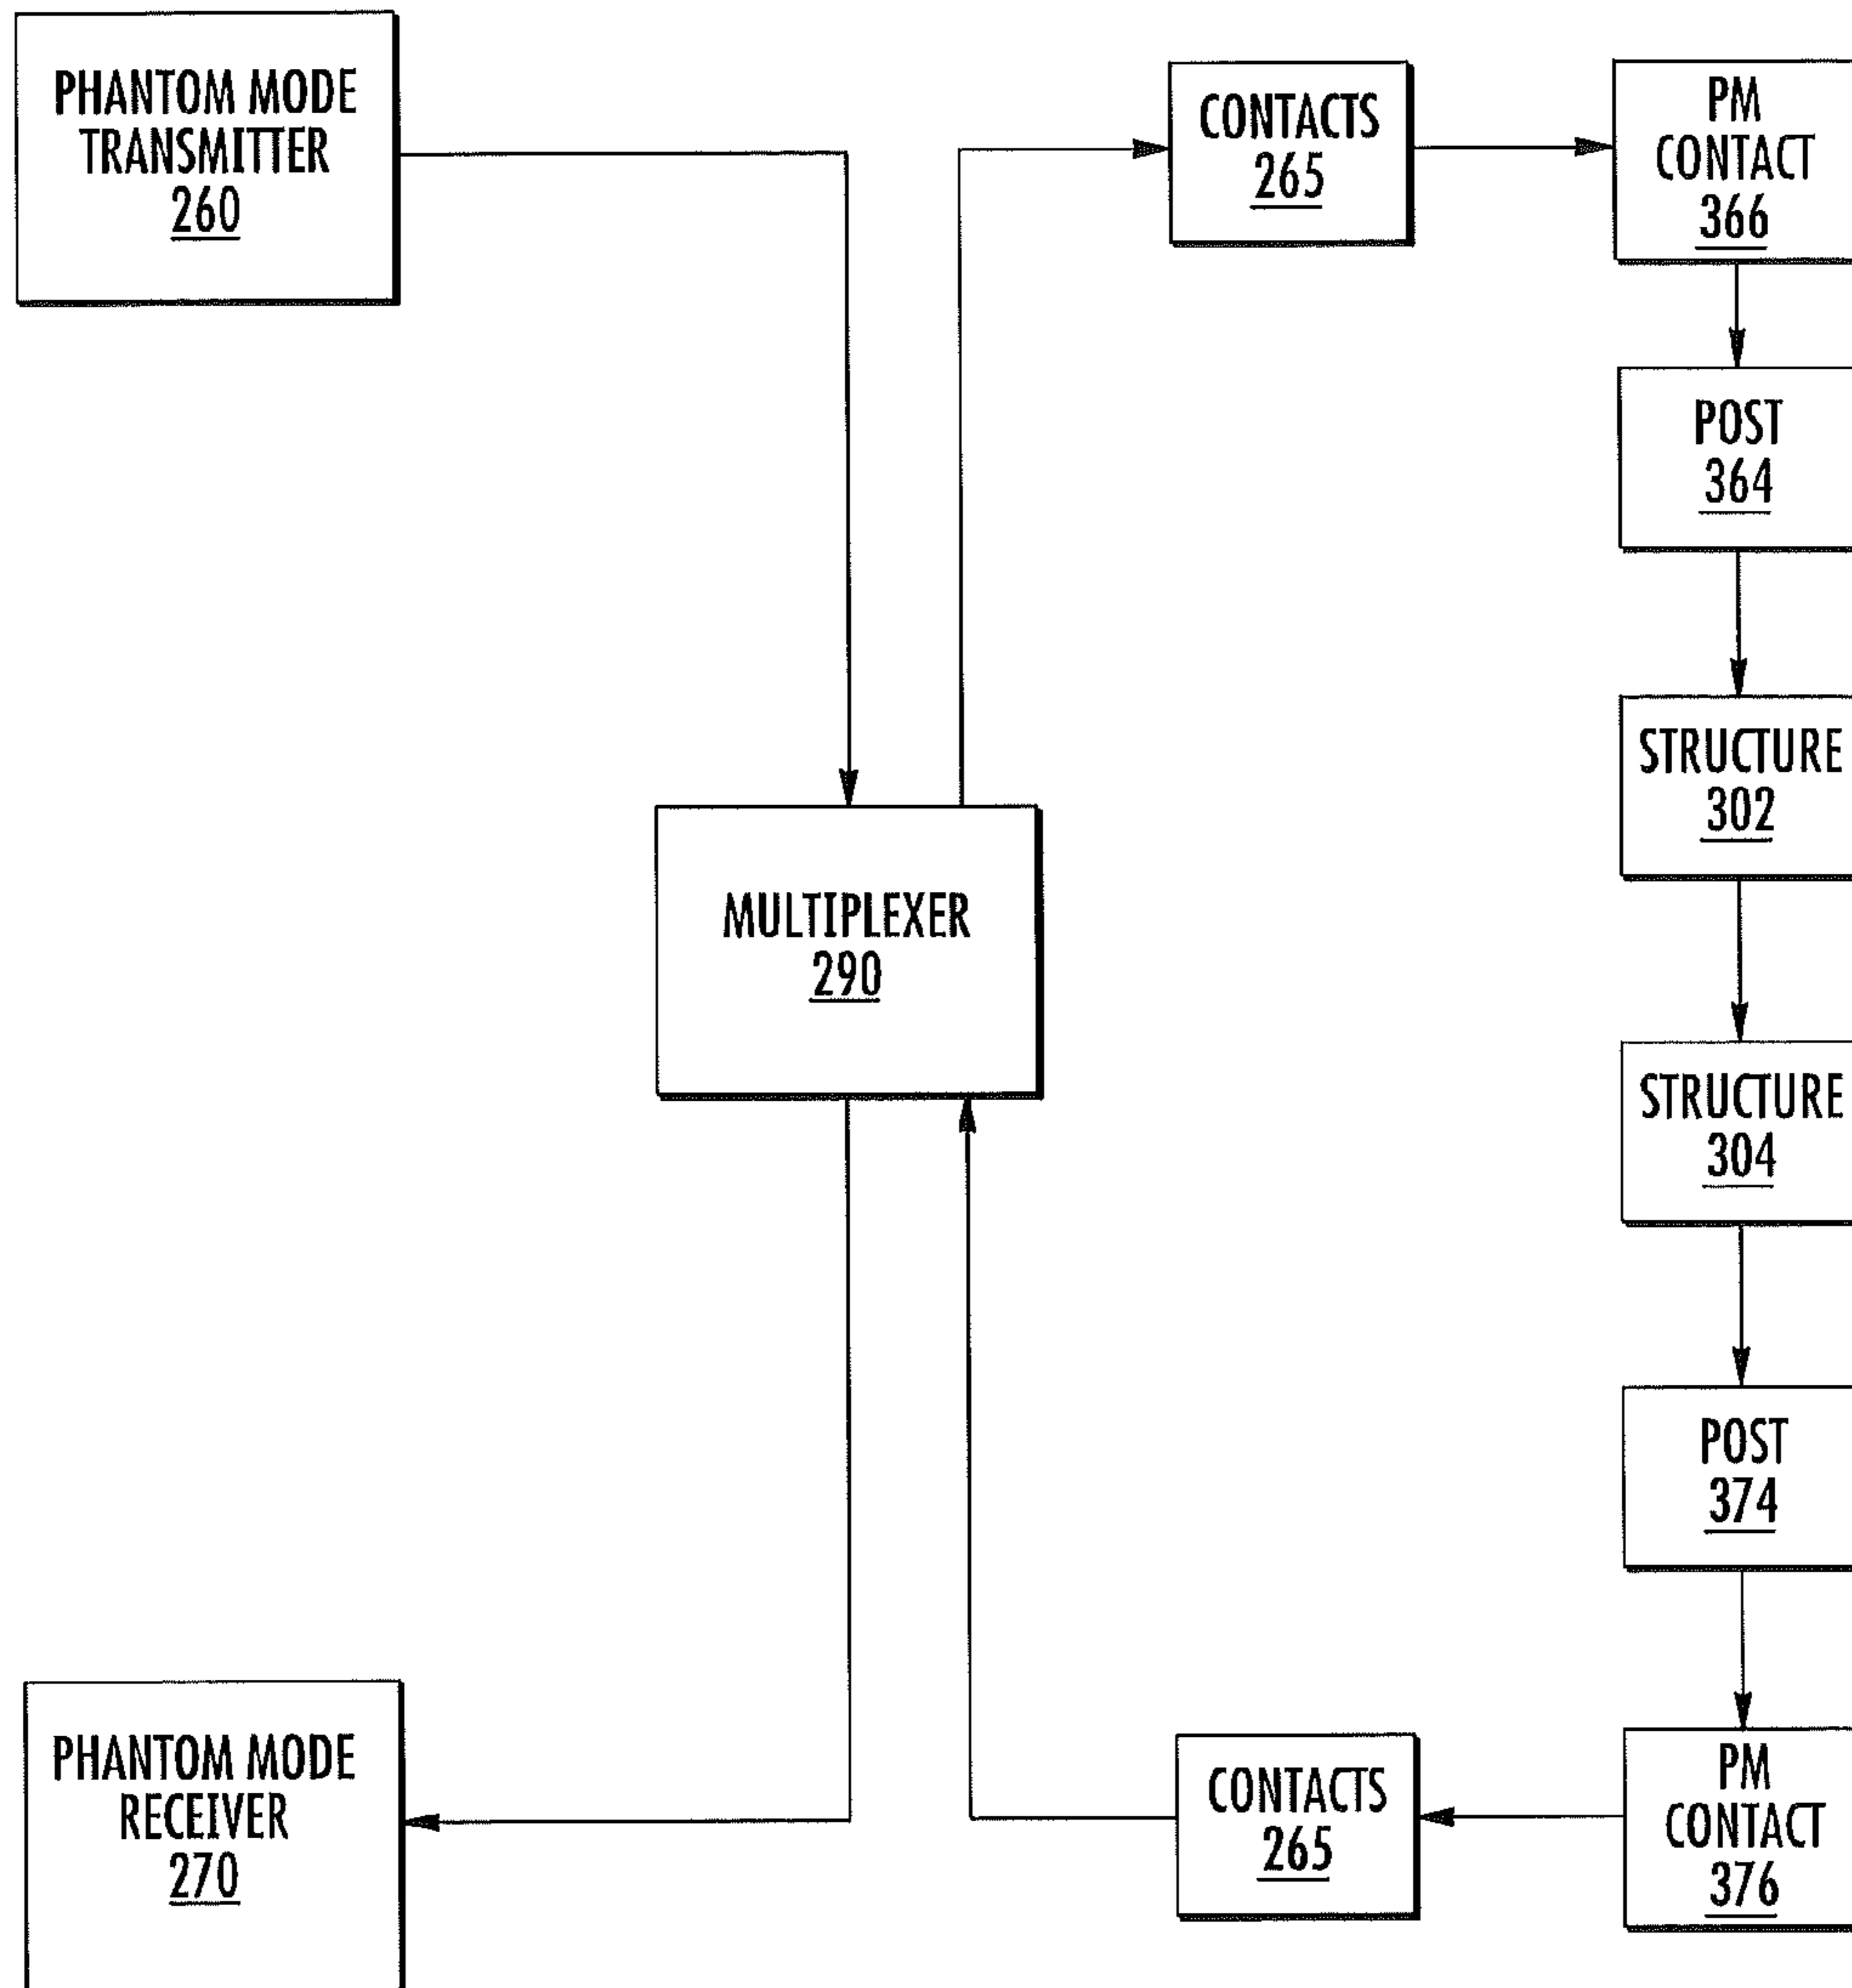 PHANTOM MODE
TRANSMITTER
260
CONTACTS
265
PM
CONTACT
366
POST
364
STRUCTURE
302
MULTIPLEXER
290
STRUCTURE
304
POST
374
PHANTOM MODE
RECEIVER
270
CONTACTS
265
PM
CONTACT
376